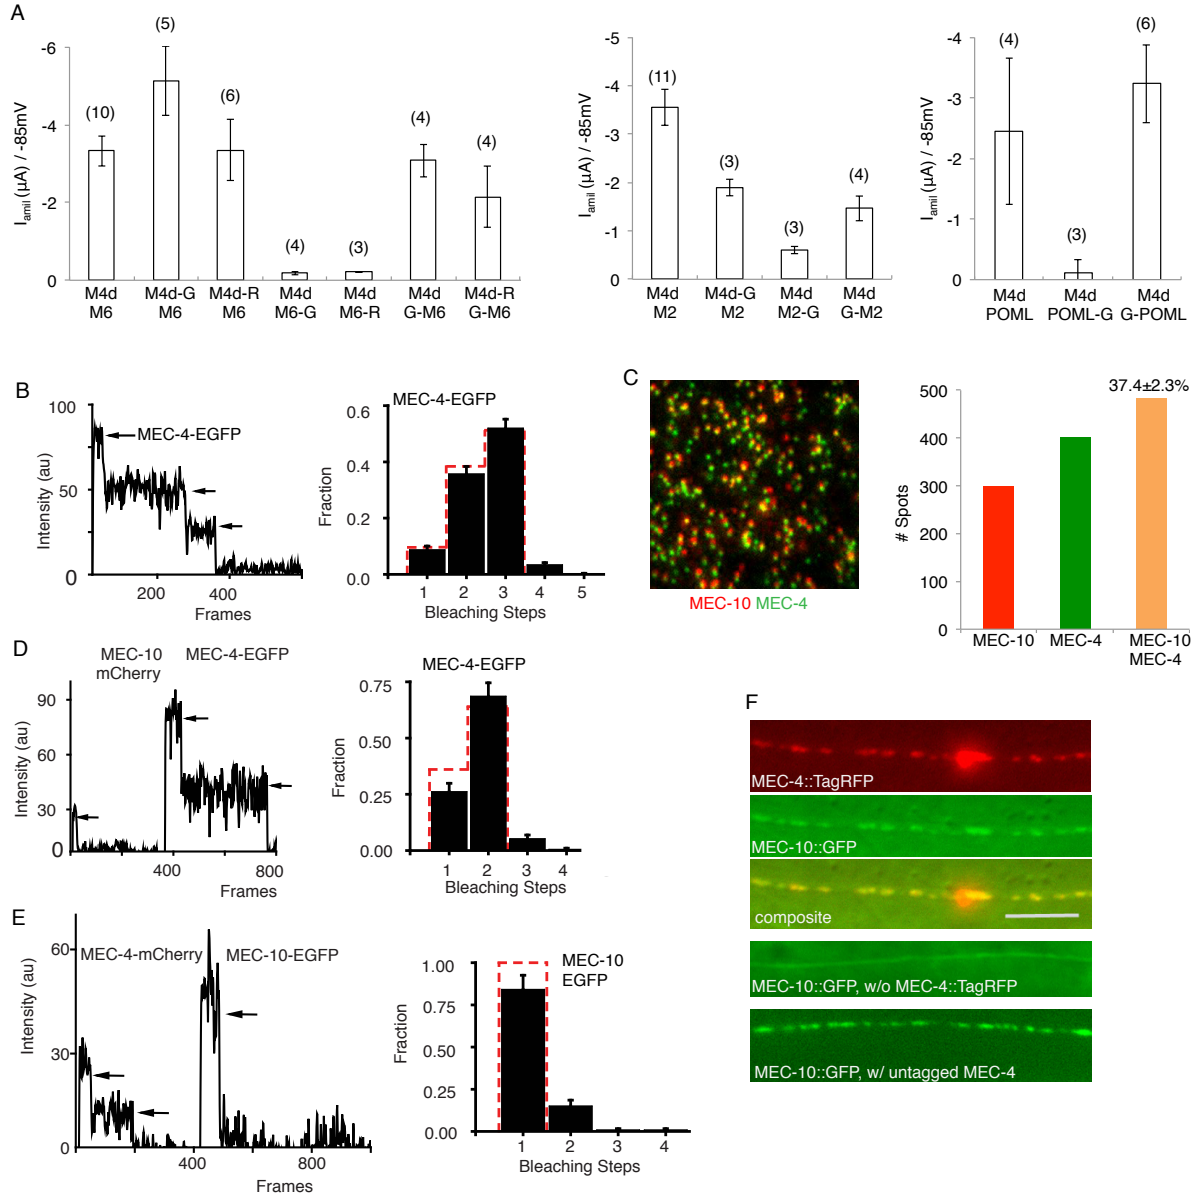 A
I_amil (µA) / -85mV
-6
-4
-2
0
(10)
(5)
(6)
(4)
(3)
(4)
(4)
M4d M4d-G M4d-R M4d M4d M4d M4d-R
M6 M6 M6 M6-G M6-R G-M6 G-M6
I_amil (µA) / -85mV
-5
-4
-3
-2
-1
0
(11)
(3)
(3)
(4)
M4d M4d-G M4d M4d
M2 M2 M2-G G-M2
I_amil (µA) / -85mV
-4
-3
-2
-1
0
(4)
(3)
(6)
M4d M4d M4d
POML POML-G G-POML
B
Intensity (au)
100
50
0
MEC-4-EGFP
200 400
Frames
MEC-4-EGFP
Fraction
0.6
0.4
0.2
0.0
1 2 3 4 5
Bleaching Steps
C
MEC-10 MEC-4
# Spots
500
400
300
200
100
0
37.4±2.3%
MEC-10 MEC-4 MEC-10
MEC-4
D
MEC-10 MEC-4-EGFP
mCherry
Intensity (au)
90
60
30
0
400 800
Frames
MEC-4-EGFP
Fraction
0.75
0.50
0.25
0.00
1 2 3 4
Bleaching Steps
E
Intensity (au)
60
30
0
MEC-4-mCherry MEC-10-EGFP
400 800
Frames
MEC-10
EGFP
Fraction
1.00
0.75
0.50
0.25
0.00
1 2 3 4
Bleaching Steps
F
MEC-4::TagRFP
MEC-10::GFP
composite
MEC-10::GFP, w/o MEC-4::TagRFP
MEC-10::GFP, w/ untagged MEC-4